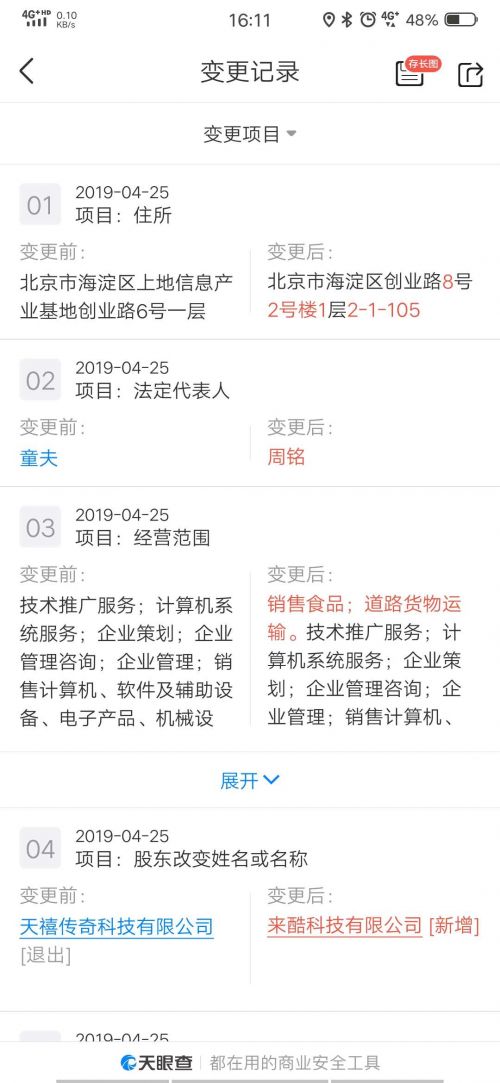 4G+HD 0.10 KB/s 16:11 4G+ 48%
变更记录 存长图
变更项目
01 2019-04-25
项目：住所
变更前：
北京市海淀区上地信息产
业基地创业路6号一层
变更后：
北京市海淀区创业路8号
2号楼1层2-1-105
02 2019-04-25
项目：法定代表人
变更前：
童夫
变更后：
周铭
03 2019-04-25
项目：经营范围
变更前：
技术推广服务；计算机系
统服务；企业策划；企业
管理咨询；企业管理；销
售计算机、软件及辅助设
备、电子产品、机械设
变更后：
销售食品；道路货物运
输。技术推广服务；计
算机系统服务；企业策
划；企业管理咨询；企
业管理；销售计算机、
展开
04 2019-04-25
项目：股东改变姓名或名称
变更前：
天禧传奇科技有限公司
[退出]
变更后：
来酷科技有限公司 [新增]
2019-04-25
天眼查 都在用的商业安全工具